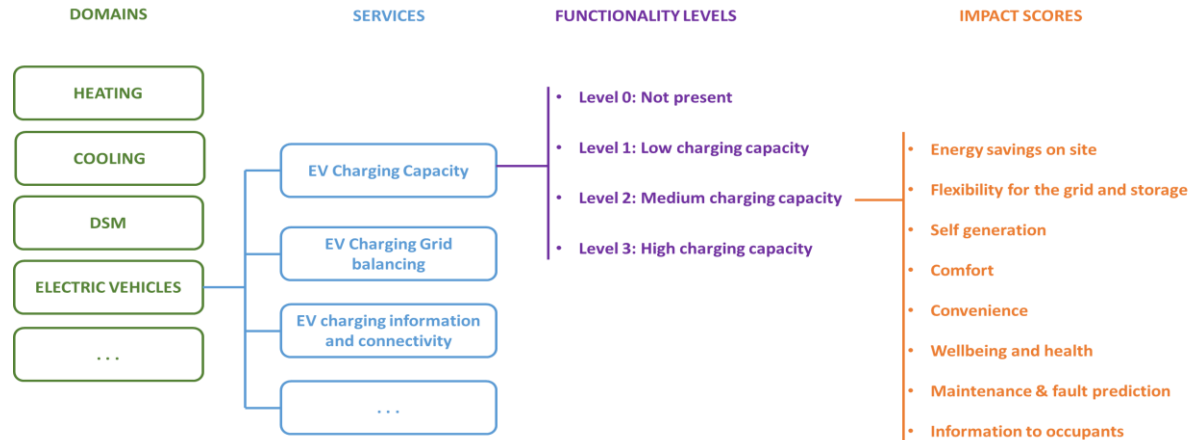 DOMAINS
SERVICES
FUNCTIONALITY LEVELS
IMPACT SCORES
HEATING
COOLING
DSM
ELECTRIC VEHICLES
. . .
EV Charging Capacity
EV Charging Grid
balancing
EV charging information
and connectivity
. . .
• Level 0: Not present
• Level 1: Low charging capacity
• Level 2: Medium charging capacity
• Level 3: High charging capacity
• Energy savings on site
• Flexibility for the grid and storage
• Self generation
• Comfort
• Convenience
• Wellbeing and health
• Maintenance & fault prediction
• Information to occupants